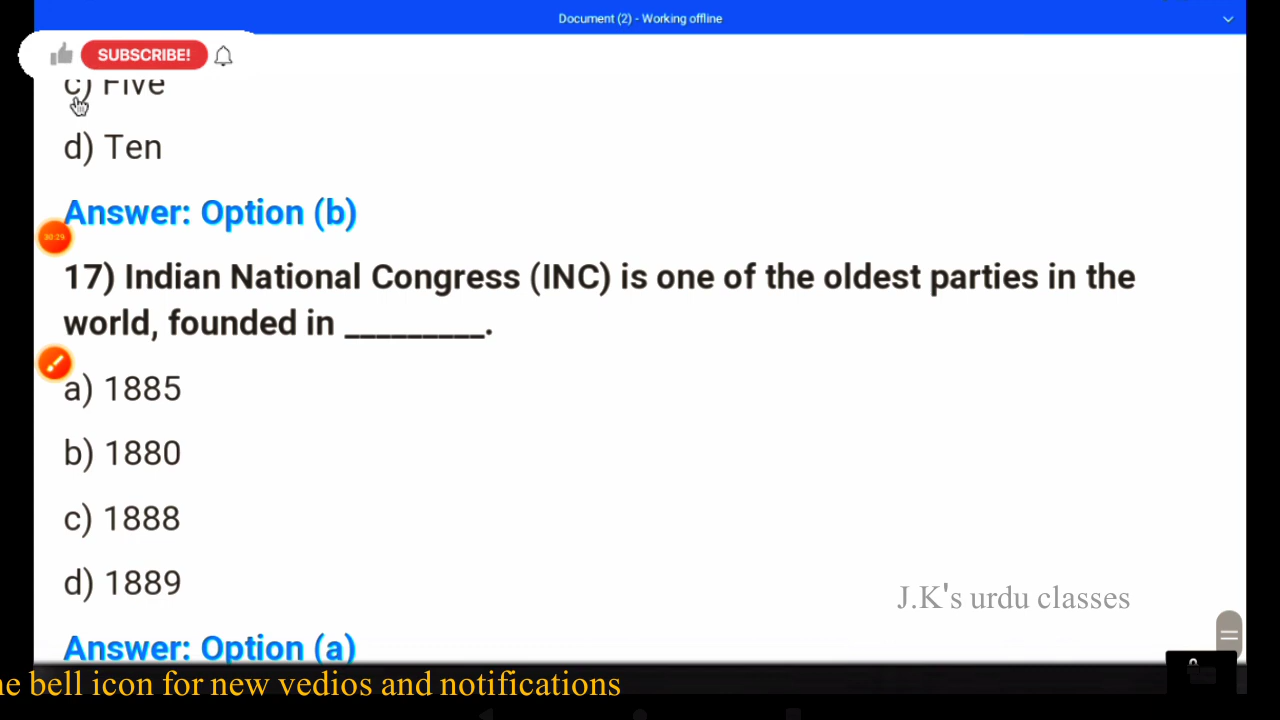 Document (2) - Working offline
SUBSCRIBE!
c) Five
d) Ten
Answer: Option (b)
30:29
17) Indian National Congress (INC) is one of the oldest parties in the
world, founded in _________.
a) 1885
b) 1880
c) 1888
d) 1889
J.K's urdu classes
Answer: Option (a)
bell icon for new vedios and notifications